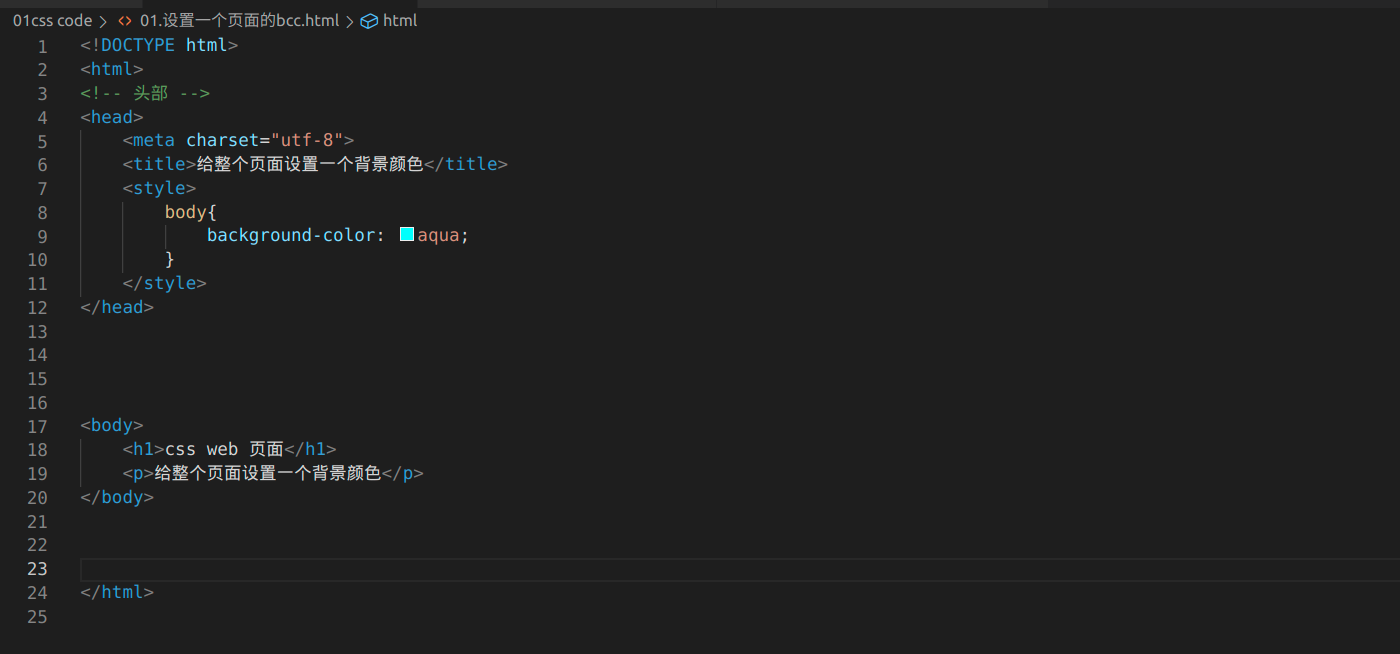 01css code > <> 01.设置一个页面的bcc.html > html
1 <!DOCTYPE html>
2 <html>
3 <!-- 头部 -->
4 <head>
5     <meta charset="utf-8">
6     <title>给整个页面设置一个背景颜色</title>
7     <style>
8         body{
9             background-color: aqua;
10         }
11     </style>
12 </head>
13
14
15
16
17 <body>
18     <h1>css web 页面</h1>
19     <p>给整个页面设置一个背景颜色</p>
20 </body>
21
22
23
24 </html>
25